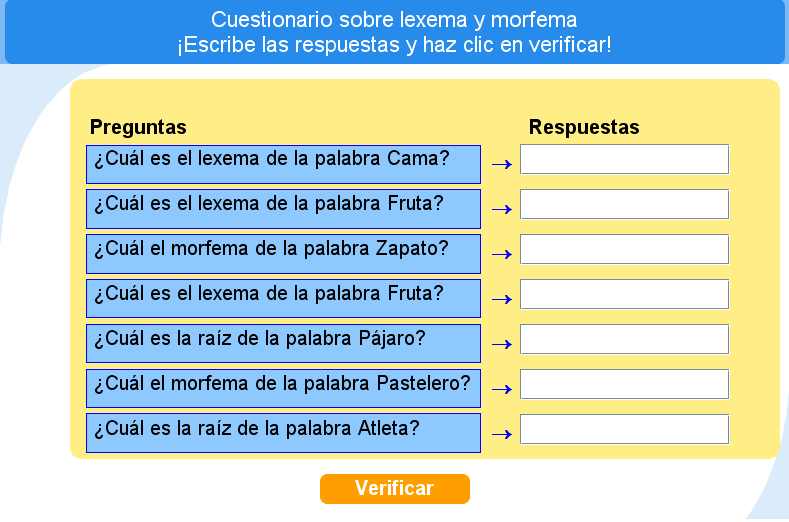 Cuestionario sobre lexema y morfema
¡Escribe las respuestas y haz clic en verificar!
Preguntas Respuestas
¿Cuál es el lexema de la palabra Cama? →
¿Cuál es el lexema de la palabra Fruta? →
¿Cuál el morfema de la palabra Zapato? →
¿Cuál es el lexema de la palabra Fruta? →
¿Cuál es la raíz de la palabra Pájaro? →
¿Cuál el morfema de la palabra Pastelero? →
¿Cuál es la raíz de la palabra Atleta? →
Verificar